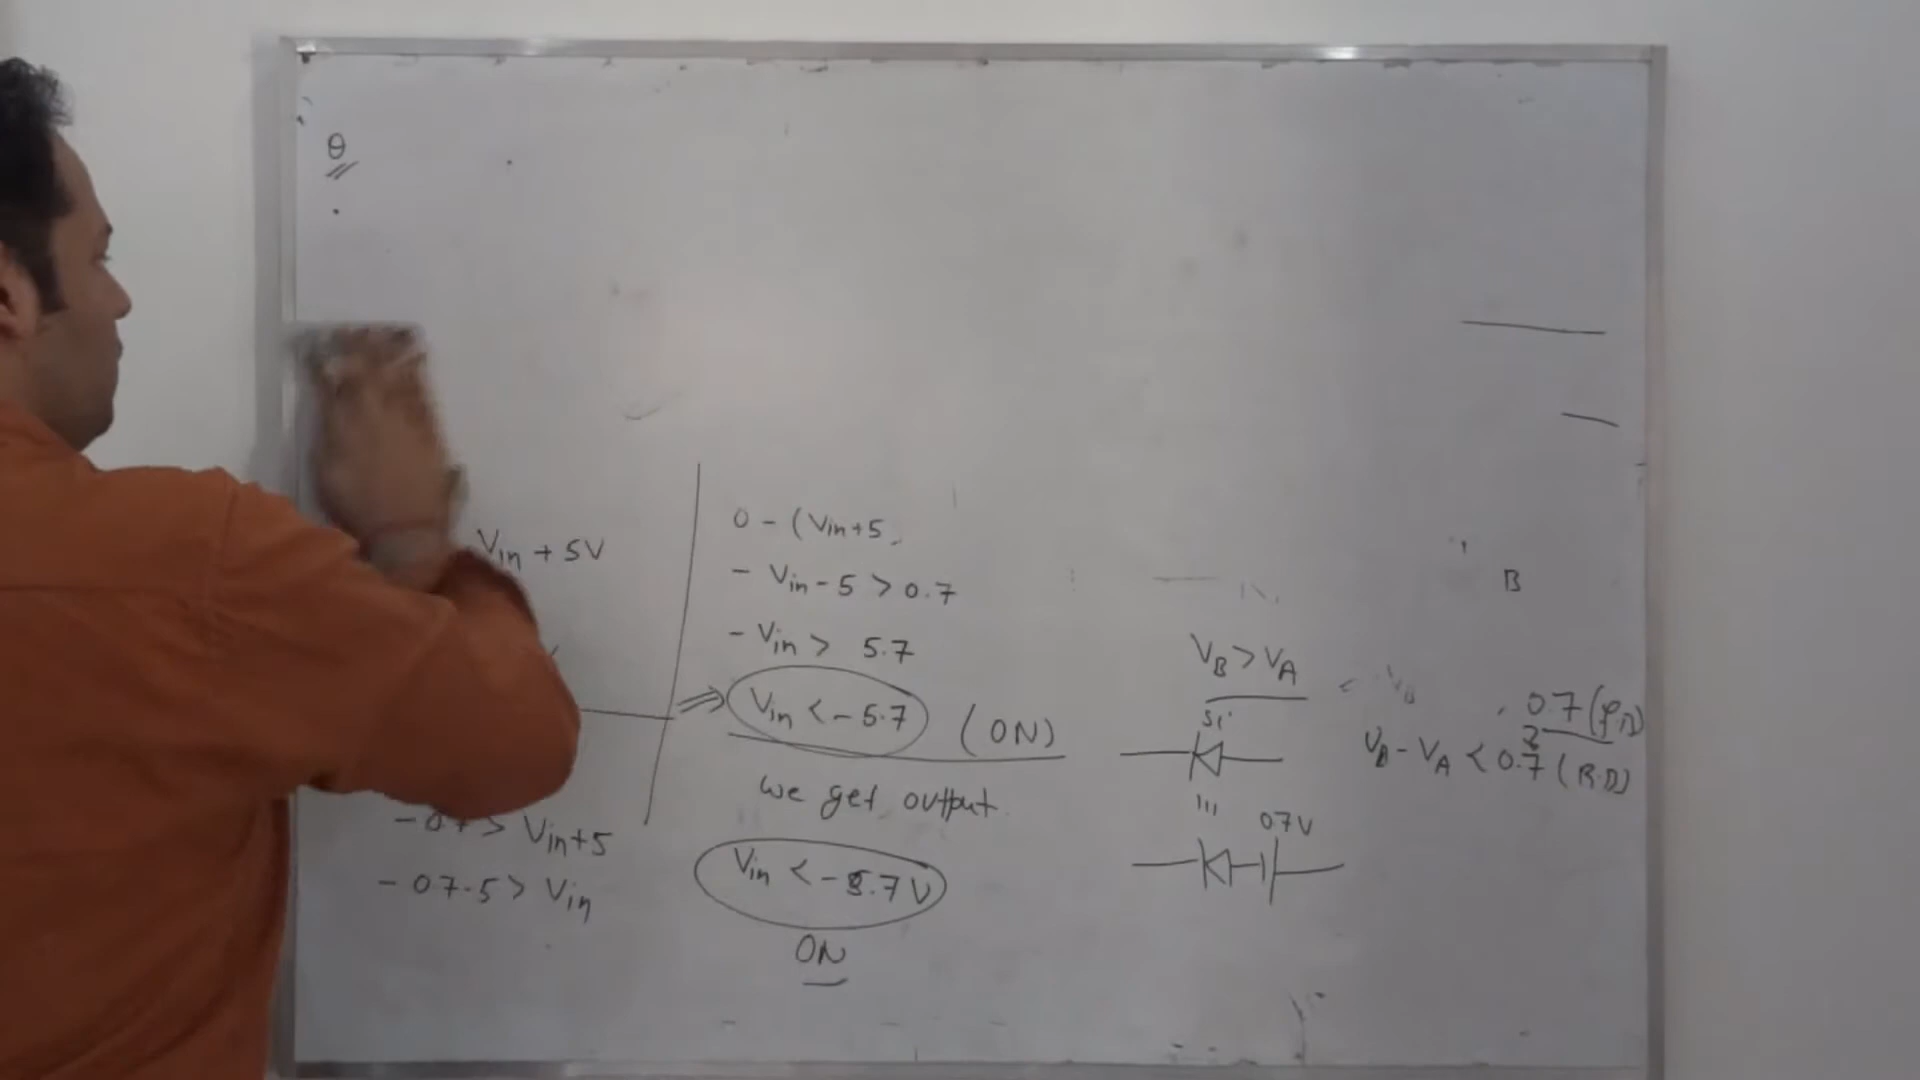 Q
Vin + 5V
- 0.7 > Vin+5
- 0.7-5 > Vin
0 - (Vin+5
- Vin - 5 > 0.7
- Vin > 5.7
⇒ Vin < - 5.7 (ON)
we get output.
Vin < - 5.7 V
ON
B
VB > VA
Si
0.7 V
0.7 (F.B)
VB - VA < 0.7 (R.B)